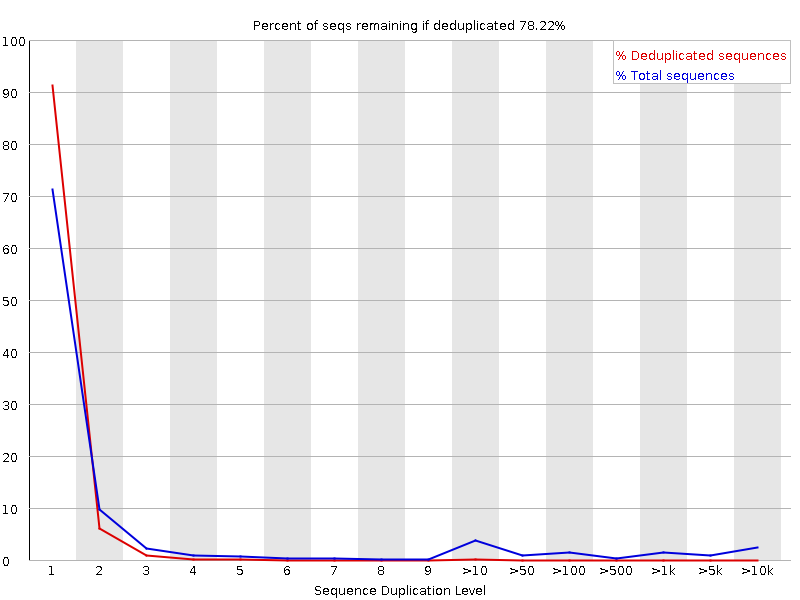 Percent of seqs remaining if deduplicated 78.22%
% Deduplicated sequences
% Total sequences
100
90
80
70
60
50
40
30
20
10
0
1 2 3 4 5 6 7 8 9 >10 >50 >100 >500 >1k >5k >10k
Sequence Duplication Level